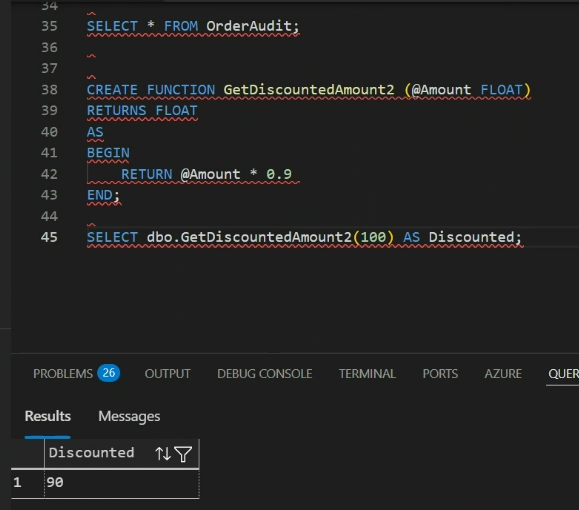 34
35 SELECT * FROM OrderAudit;
36
37
38 CREATE FUNCTION GetDiscountedAmount2 (@Amount FLOAT)
39 RETURNS FLOAT
40 AS
41 BEGIN
42 RETURN @Amount * 0.9
43 END;
44
45 SELECT dbo.GetDiscountedAmount2(100) AS Discounted;
PROBLEMS 26 OUTPUT DEBUG CONSOLE TERMINAL PORTS AZURE QUER
Results Messages
Discounted
1 90